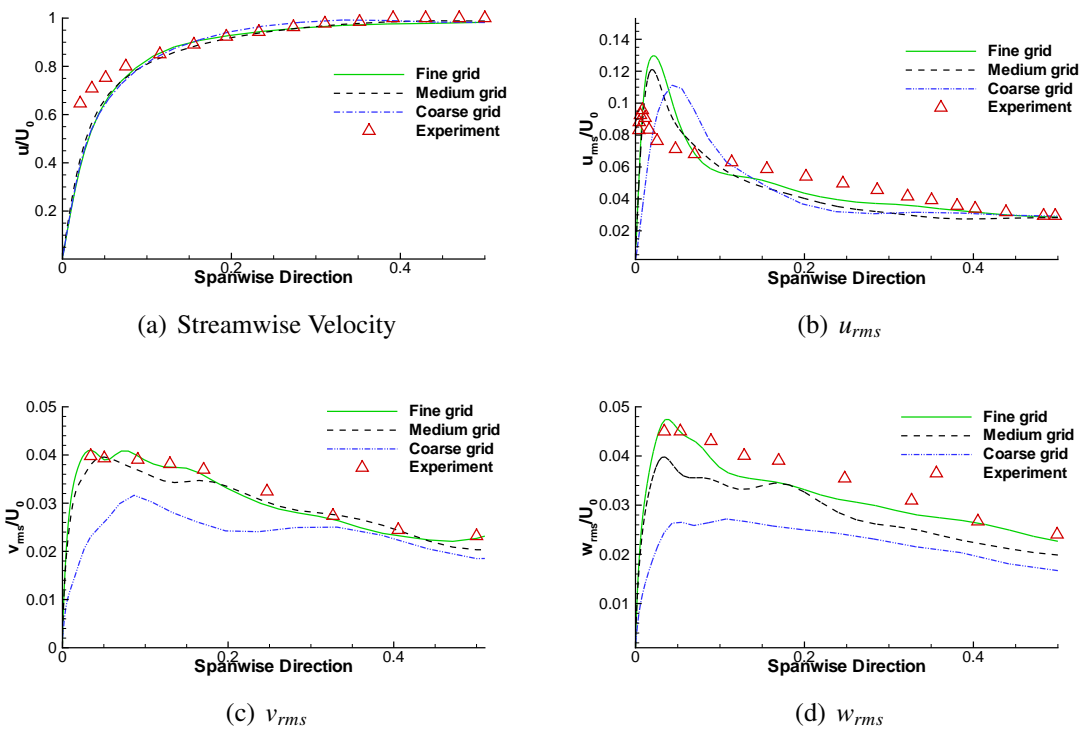 1
0.8
0.6
0.4
0.2
0
0.2
0.4
u/U0
Spanwise Direction
Fine grid
Medium grid
Coarse grid
Experiment
(a) Streamwise Velocity
0.14
0.12
0.1
0.08
0.06
0.04
0.02
0
0.2
0.4
urms/U0
Spanwise Direction
Fine grid
Medium grid
Coarse grid
Experiment
(b) urms
0.05
0.04
0.03
0.02
0.01
0
0
0.2
0.4
vrms/U0
Spanwise Direction
Fine grid
Medium grid
Coarse grid
Experiment
(c) vrms
0.05
0.04
0.03
0.02
0.01
0
0.2
0.4
wrms/U0
Spanwise Direction
Fine grid
Medium grid
Coarse grid
Experiment
(d) wrms